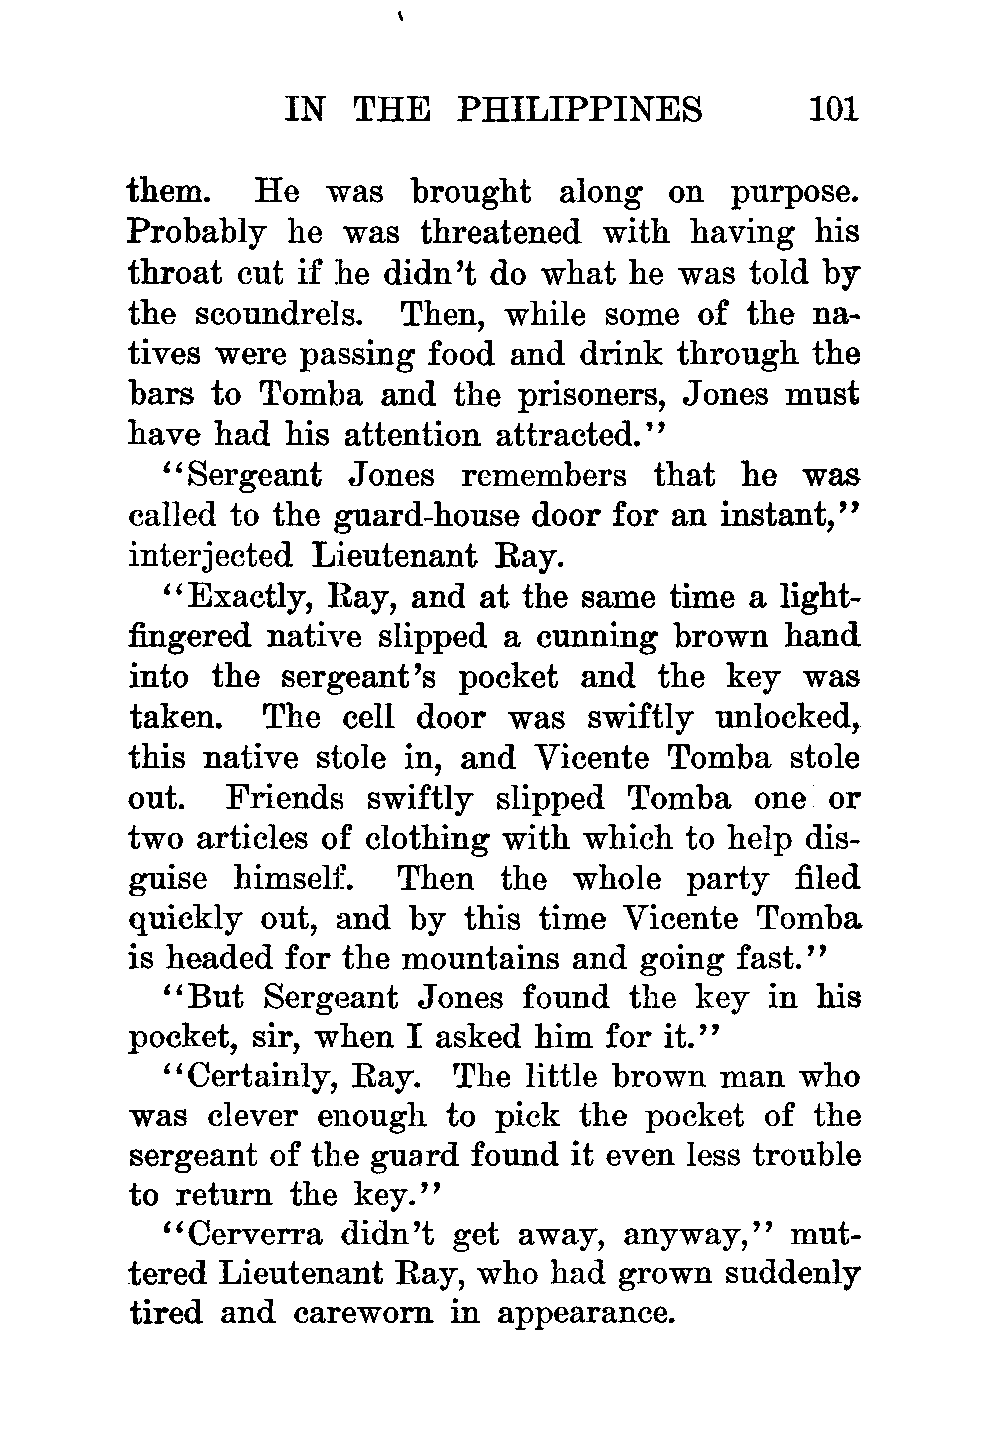 IN THE PHILIPPINES 101
them. He was brought along on purpose.
Probably he was threatened with having his
throat cut if he didn't do what he was told by
the scoundrels. Then, while some of the na-
tives were passing food and drink through the
bars to Tomba and the prisoners, Jones must
have had his attention attracted."
"Sergeant Jones remembers that he was
called to the guard-house door for an instant,"
interjected Lieutenant Ray.
"Exactly, Ray, and at the same time a light-
fingered native slipped a cunning brown hand
into the sergeant's pocket and the key was
taken. The cell door was swiftly unlocked,
this native stole in, and Vicente Tomba stole
out. Friends swiftly slipped Tomba one or
two articles of clothing with which to help dis-
guise himself. Then the whole party filed
quickly out, and by this time Vicente Tomba
is headed for the mountains and going fast."
"But Sergeant Jones found the key in his
pocket, sir, when I asked him for it."
"Certainly, Ray. The little brown man who
was clever enough to pick the pocket of the
sergeant of the guard found it even less trouble
to return the key."
"Cerverra didn't get away, anyway," mut-
tered Lieutenant Ray, who had grown suddenly
tired and careworn in appearance.